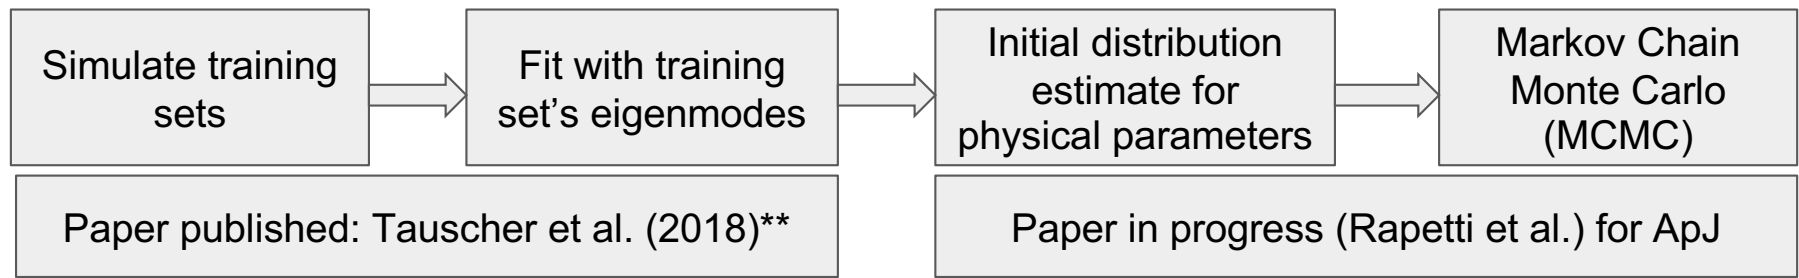 Simulate training
sets
Fit with training
set's eigenmodes
Initial distribution
estimate for
physical parameters
Markov Chain
Monte Carlo
(MCMC)
Paper published: Tauscher et al. (2018)**
Paper in progress (Rapetti et al.) for ApJ